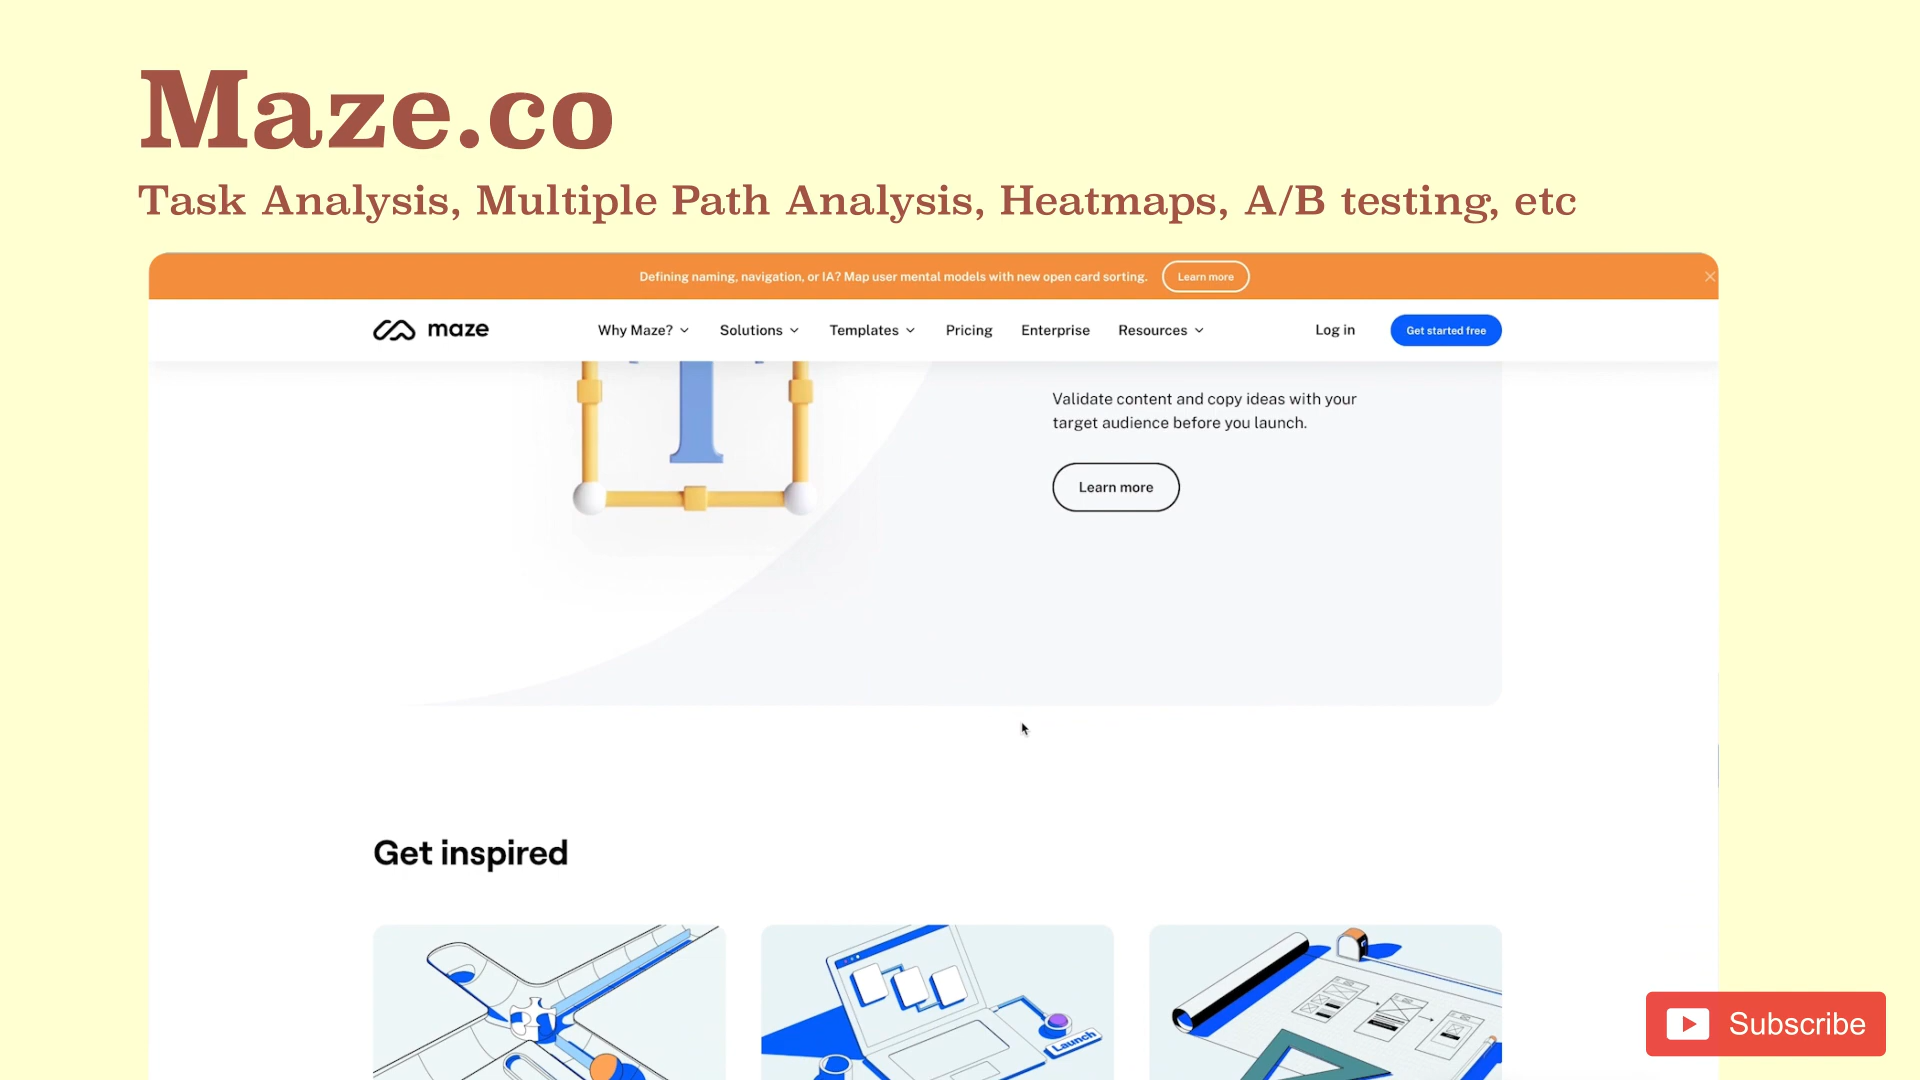 Maze.co
Task Analysis, Multiple Path Analysis, Heatmaps, A/B testing, etc
Defining naming, navigation, or IA? Map user mental models with new open card sorting. Learn more
maze Why Maze? Solutions Templates Pricing Enterprise Resources Log in Get started free
Validate content and copy ideas with your
target audience before you launch.
Learn more
Get inspired
Launch
Subscribe